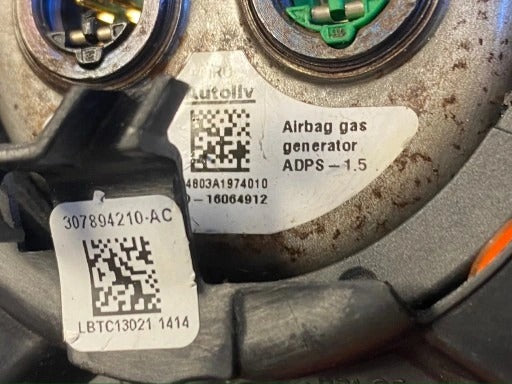 Autoliv
Airbag gas
generator
ADPS-1.5
4803A1974010
-16064912
307894210-AC
LBTC13021 1414